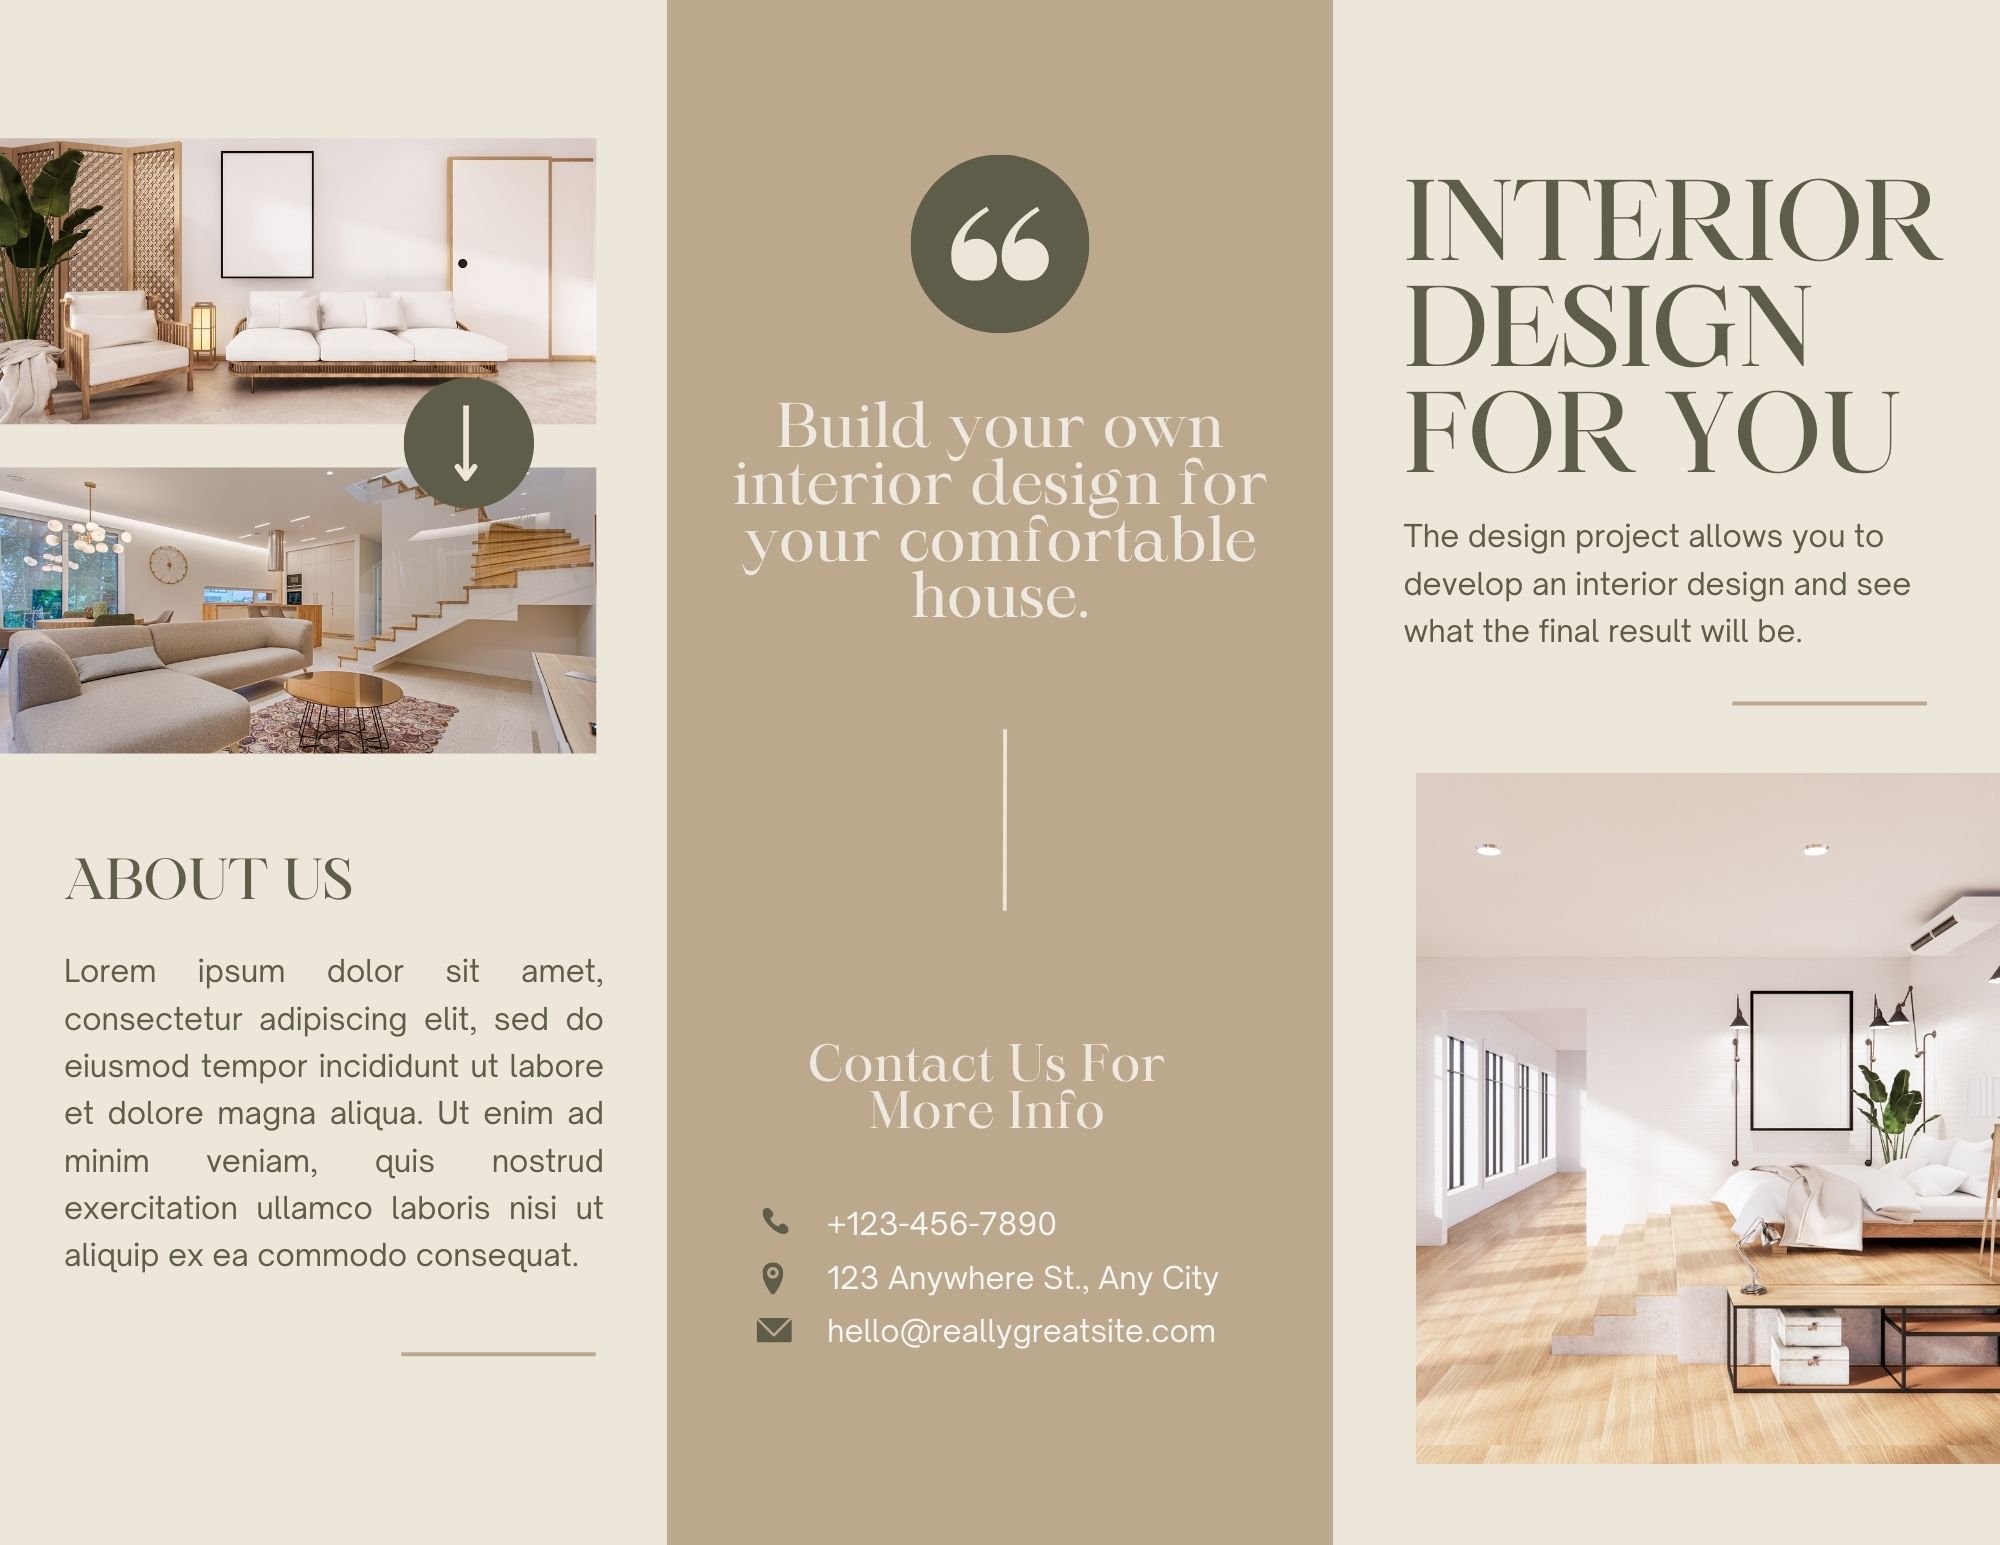 ABOUT US
Lorem ipsum dolor sit amet,
consectetur adipiscing elit, sed do
eiusmod tempor incididunt ut labore
et dolore magna aliqua. Ut enim ad
minim veniam, quis nostrud
exercitation ullamco laboris nisi ut
aliquip ex ea commodo consequat.
“
Build your own
interior design for
your comfortable
house.
Contact Us For
More Info
+123-456-7890
123 Anywhere St., Any City
hello@reallygreatsite.com
INTERIOR
DESIGN
FOR YOU
The design project allows you to
develop an interior design and see
what the final result will be.